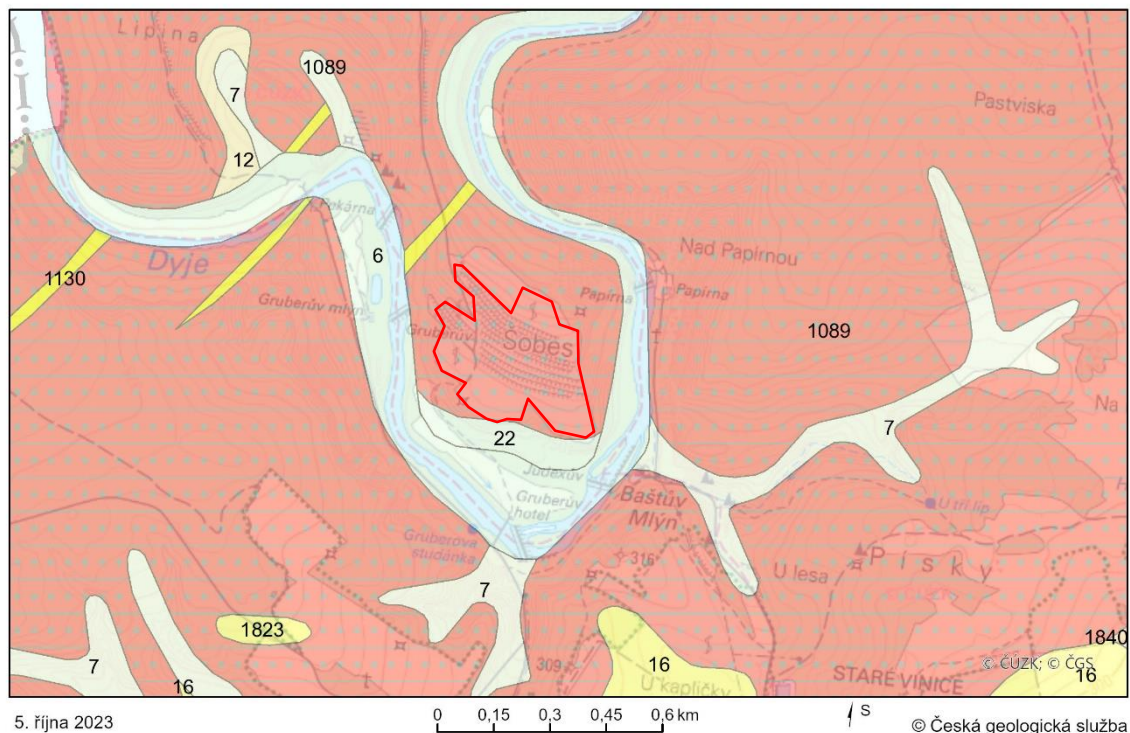 Lipina
1089
7
Pastviska
12
Pekárna
6
Nad Papírnou
Dyje
1130
Papírna
Papírna
Gruberův mlýn
Gruberův
Šobes
1089
Na
7
22
Judexův
Gruberův
hotel
Baštův
Mlýn
U tří lip
H
Gruberova
studánka
316
Písky
U lesa
7
1823
1840
7
16
309
16
U kapličky
© ČÚZK; © ČGS
16
STARÉ VINICE
5. října 2023
0 0,15 0,3 0,45 0,6 km
S
© Česká geologická služba